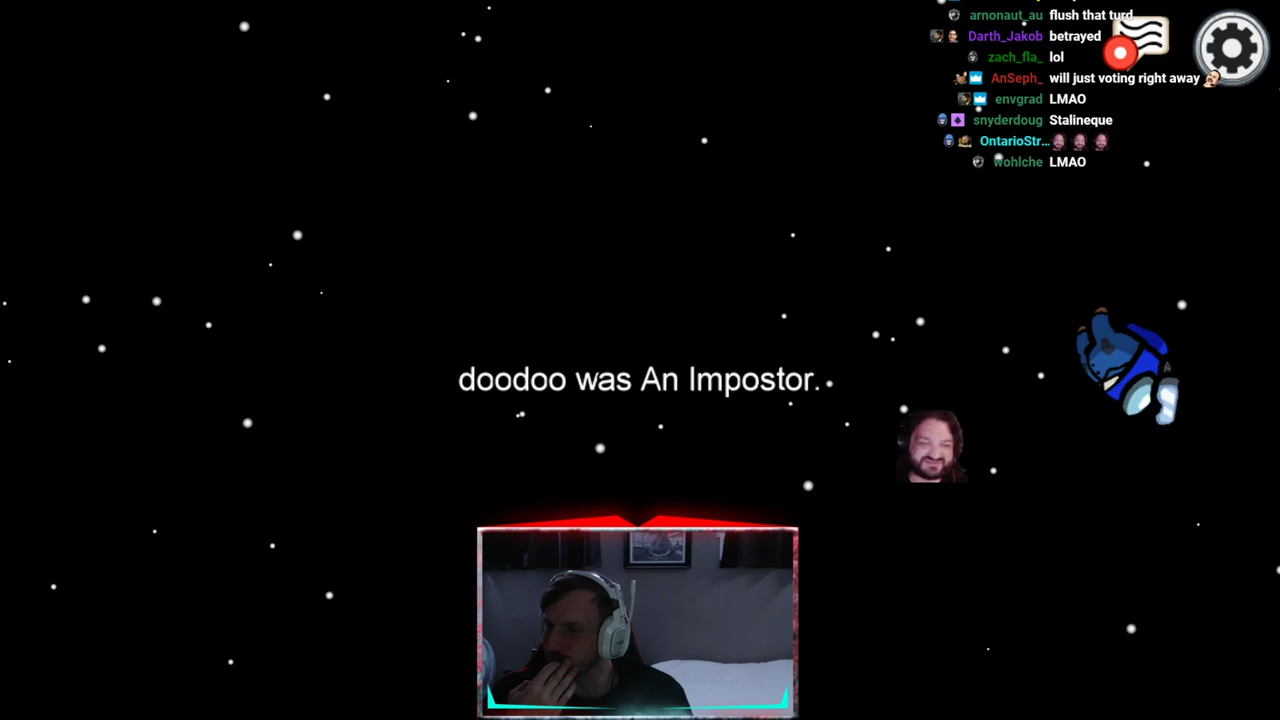 arnonaut_au flush that turd
Darth_Jakob betrayed
zach_fla_ lol
AnSeph_ will just voting right away
envgrad LMAO
snyderdoug Stalineque
OntarioStr...
wohlche LMAO
doodoo was An Impostor.